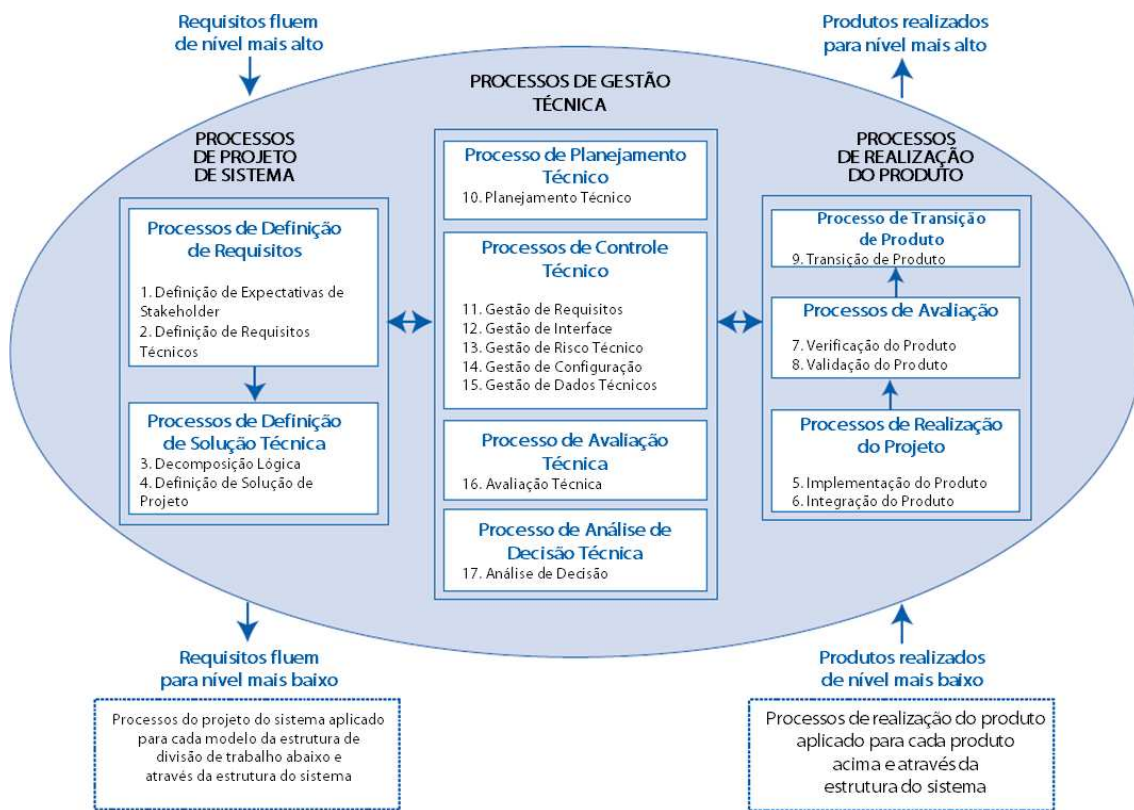 Requisitos fluem
de nível mais alto
Produtos realizados
para nível mais alto
PROCESSOS DE GESTÃO
TÉCNICA
PROCESSOS
DE PROJETO
DE SISTEMA
Processos de Definição
de Requisitos
1. Definição de Expectativas de
Stakeholder
2. Definição de Requisitos
Técnicos
Processos de Definição
de Solução Técnica
3. Decomposição Lógica
4. Definição de Solução de
Projeto
Processo de Planejamento
Técnico
10. Planejamento Técnico
Processos de Controle
Técnico
11. Gestão de Requisitos
12. Gestão de Interface
13. Gestão de Risco Técnico
14. Gestão de Configuração
15. Gestão de Dados Técnicos
Processo de Avaliação
Técnica
16. Avaliação Técnica
Processo de Análise de
Decisão Técnica
17. Análise de Decisão
PROCESSOS
DE REALIZAÇÃO
DO PRODUTO
Processo de Transição
de Produto
9. Transição de Produto
Processos de Avaliação
7. Verificação do Produto
8. Validação do Produto
Processos de Realização
do Projeto
5. Implementação do Produto
6. Integração do Produto
Requisitos fluem
para nível mais baixo
Processos do projeto do sistema aplicado
para cada modelo da estrutura de
divisão de trabalho abaixo e
através da estrutura do sistema
Produtos realizados
de nível mais baixo
Processos de realização do produto
aplicado para cada produto
acima e através da
estrutura do sistema